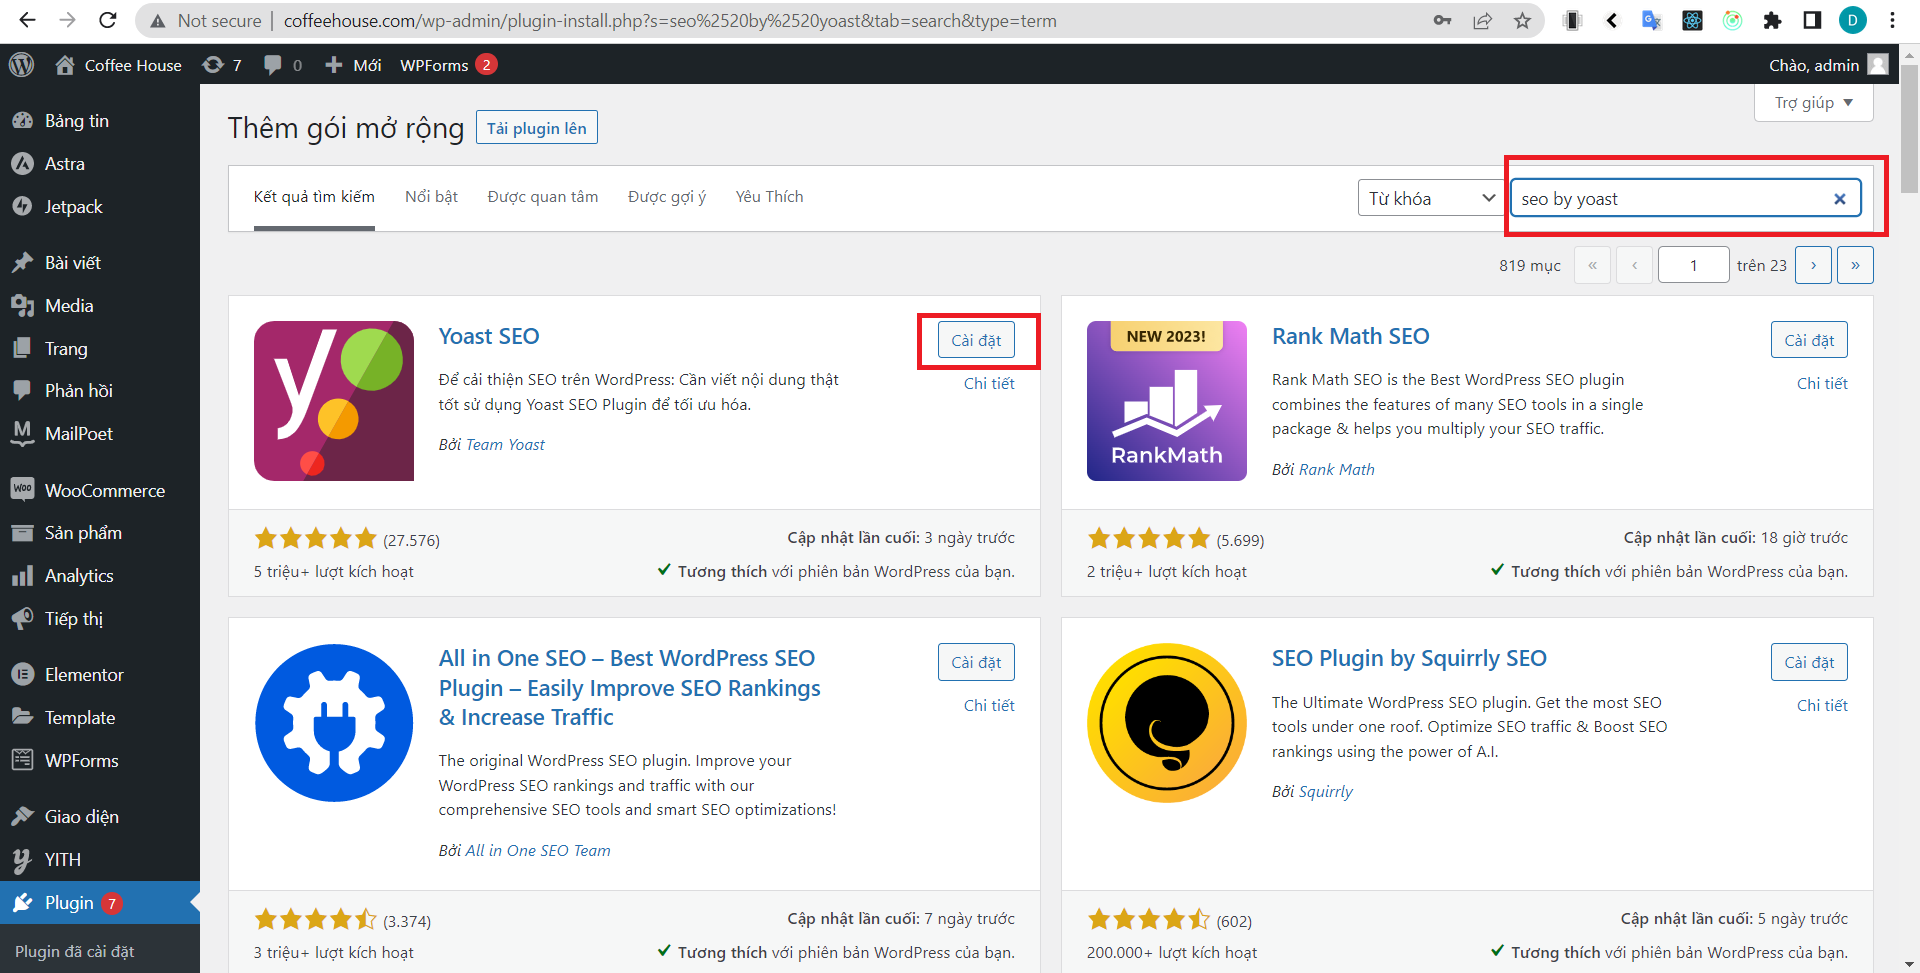 Not secure | coffeehouse.com/wp-admin/plugin-install.php?s=seo%2520by%2520yoast&tab=search&type=term
D
Coffee House 7 0 Mới WPForms 2
Chào, admin
Bảng tin
Astra
Jetpack
Bài viết
Media
Trang
Phản hồi
MailPoet
WooCommerce
Sản phẩm
Analytics
Tiếp thị
Elementor
Template
WPForms
Giao diện
YITH
Plugin 7
Plugin đã cài đặt
Trợ giúp
Thêm gói mở rộng
Tải plugin lên
Kết quả tìm kiếm Nổi bật Được quan tâm Được gợi ý Yêu Thích
Từ khóa
seo by yoast
819 mục « ‹ 1 trên 23 › »
Yoast SEO
Cài đặt
Chi tiết
Để cải thiện SEO trên WordPress: Cần viết nội dung thật
tốt sử dụng Yoast SEO Plugin để tối ưu hóa.
Bởi Team Yoast
(27.576)
Cập nhật lần cuối: 3 ngày trước
5 triệu+ lượt kích hoạt
Tương thích với phiên bản WordPress của bạn.
NEW 2023!
RankMath
Rank Math SEO
Cài đặt
Chi tiết
Rank Math SEO is the Best WordPress SEO plugin
combines the features of many SEO tools in a single
package & helps you multiply your SEO traffic.
Bởi Rank Math
(5.699)
Cập nhật lần cuối: 18 giờ trước
2 triệu+ lượt kích hoạt
Tương thích với phiên bản WordPress của bạn.
All in One SEO – Best WordPress SEO
Plugin – Easily Improve SEO Rankings
& Increase Traffic
Cài đặt
Chi tiết
The original WordPress SEO plugin. Improve your
WordPress SEO rankings and traffic with our
comprehensive SEO tools and smart SEO optimizations!
Bởi All in One SEO Team
(3.374)
Cập nhật lần cuối: 7 ngày trước
3 triệu+ lượt kích hoạt
Tương thích với phiên bản WordPress của bạn.
SEO Plugin by Squirrly SEO
Cài đặt
Chi tiết
The Ultimate WordPress SEO plugin. Get the most SEO
tools under one roof. Optimize SEO traffic & Boost SEO
rankings using the power of A.I.
Bởi Squirrly
(602)
Cập nhật lần cuối: 5 ngày trước
200.000+ lượt kích hoạt
Tương thích với phiên bản WordPress của bạn.